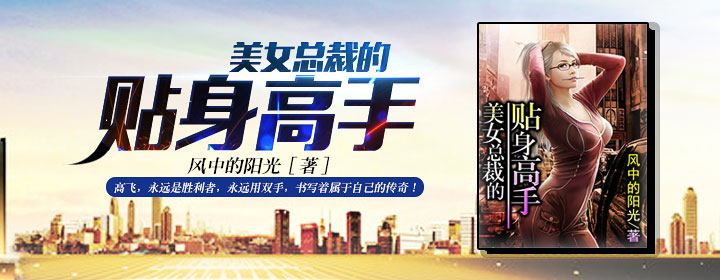 美女总裁的
贴身高手
风中的阳光［著］
高飞，永远是胜利者，永远用双手，书写着属于自己的传奇！
贴身高手
美女总裁的
风中的阳光 著